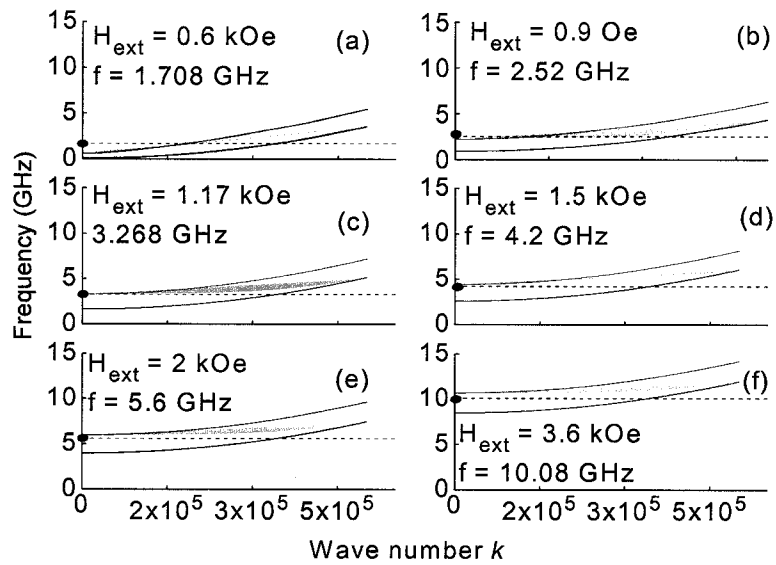 15
H_ext = 0.6 kOe (a)
10
f = 1.708 GHz
5
0
15
H_ext = 0.9 Oe (b)
10
f = 2.52 GHz
5
0
15
H_ext = 1.17 kOe
10
3.268 GHz (c)
5
0
15
H_ext = 1.5 kOe
10
f = 4.2 GHz (d)
5
0
15
H_ext = 2 kOe
10
f = 5.6 GHz (e)
5
0
15
(f)
10
5
H_ext = 3.6 kOe
f = 10.08 GHz
0
0 2x10^5 3x10^5 5x10^5
0 2x10^5 3x10^5 5x10^5
Frequency (GHz)
Wave number k